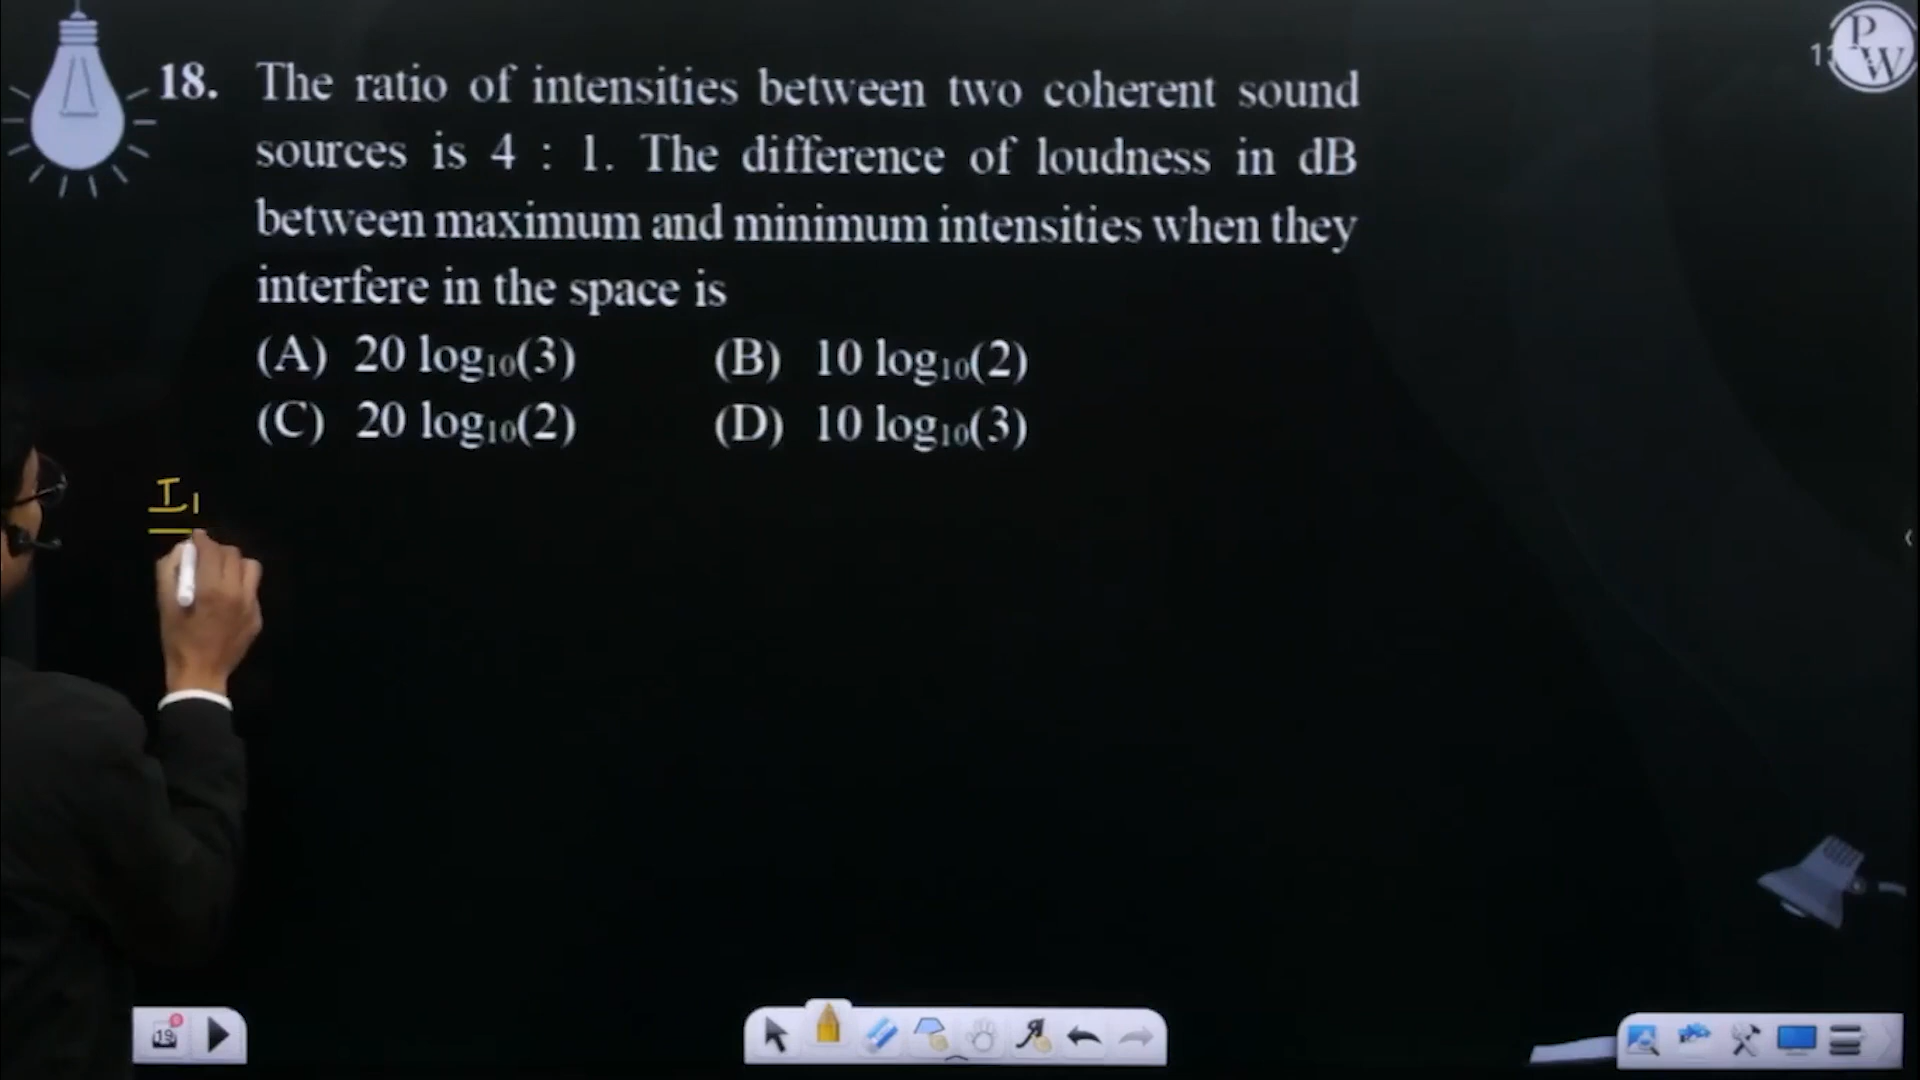 18. The ratio of intensities between two coherent sound
sources is 4 : 1. The difference of loudness in dB
between maximum and minimum intensities when they
interfere in the space is
(A) 20 log₁₀(3) (B) 10 log₁₀(2)
(C) 20 log₁₀(2) (D) 10 log₁₀(3)
I₁
PW
19